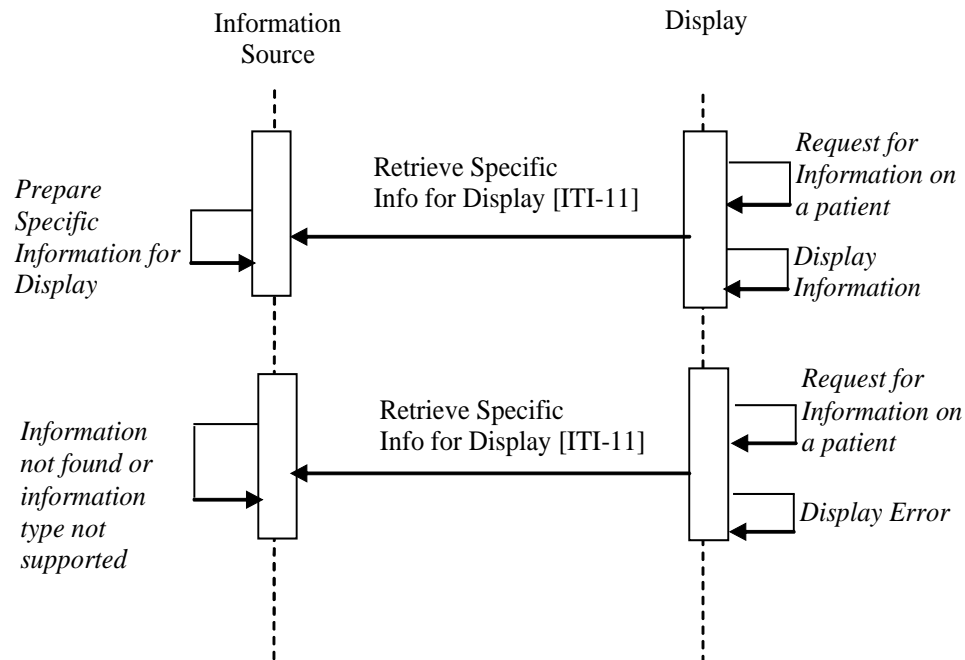 Information
Source
Display
Request for
Information on
a patient
Retrieve Specific
Info for Display [ITI-11]
Prepare
Specific
Information for
Display
Display
Information
Request for
Information on
a patient
Retrieve Specific
Info for Display [ITI-11]
Information
not found or
information
type not
supported
Display Error